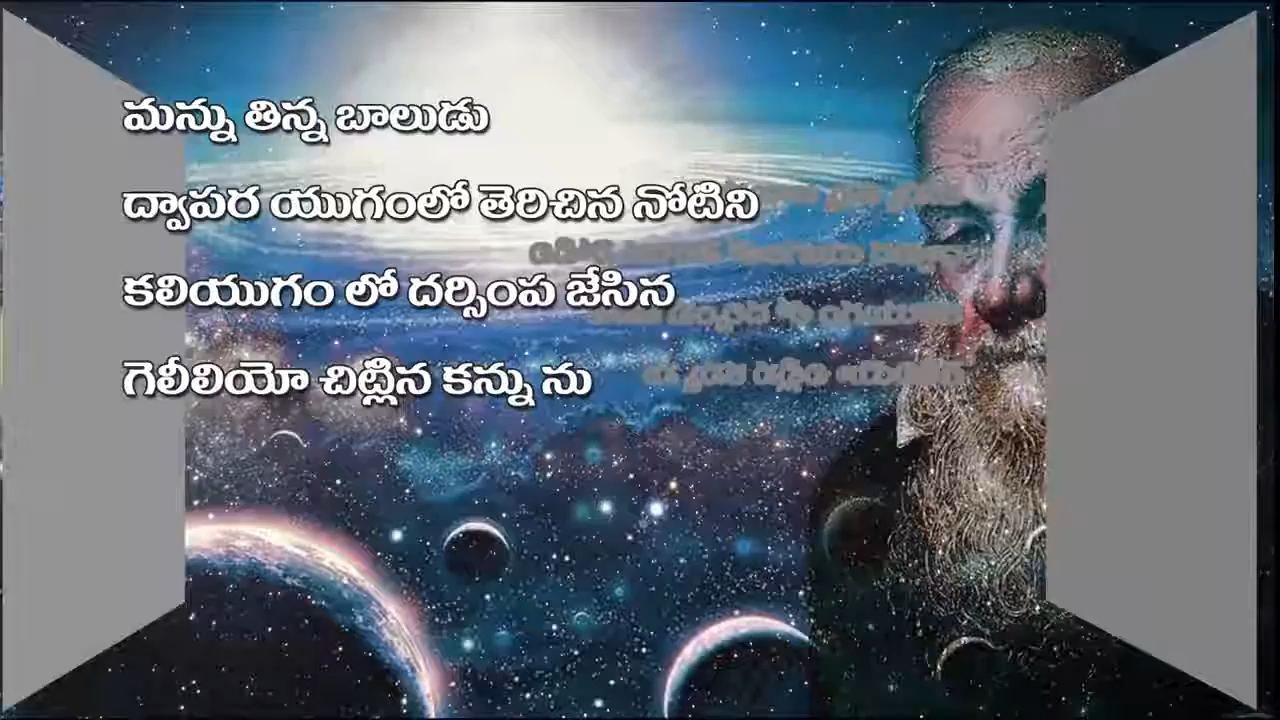 మన్ను తిన్న బాలుడు
ద్వాపర యుగంలో తెరిచిన నోటిని
కలియుగం లో దర్సింప జేసిన
గెలీలియో చిట్లిన కన్ను ను